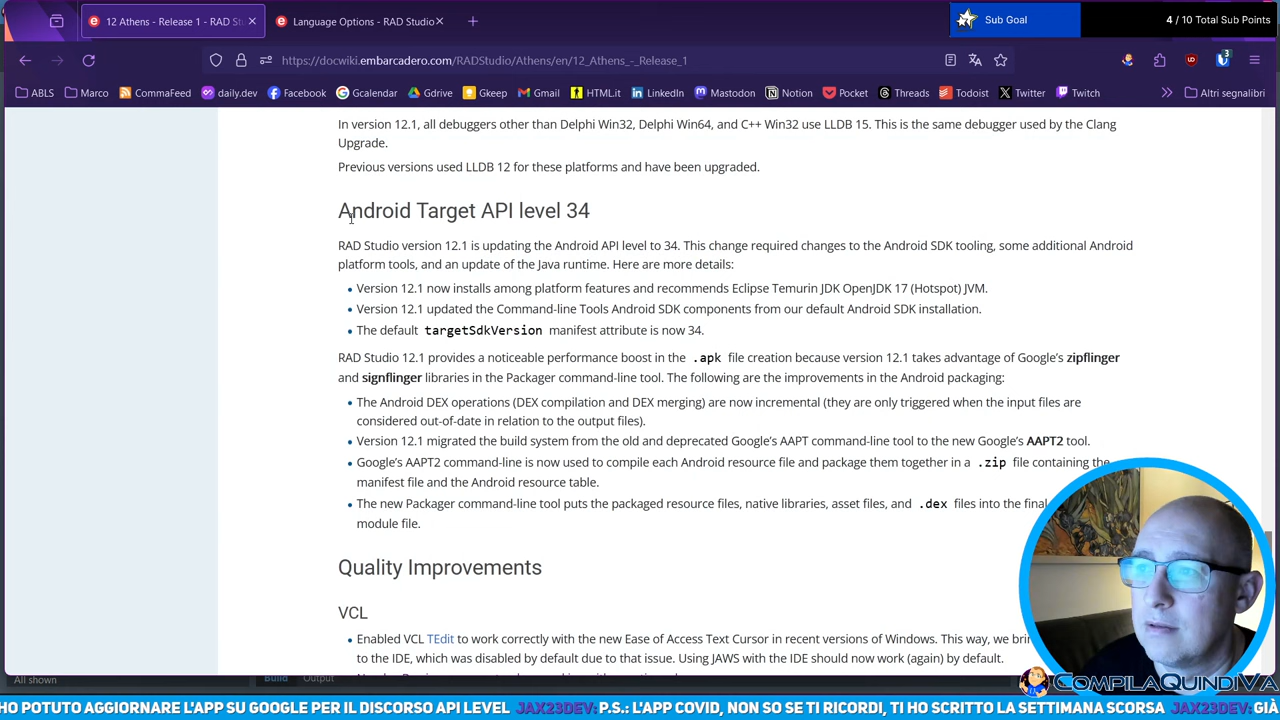 12 Athens - Release 1 - RAD St
Language Options - RAD Studio
Sub Goal
4 / 10 Total Sub Points
https://docwiki.embarcadero.com/RADStudio/Athens/en/12_Athens_-_Release_1
3
ABLS
Marco
CommaFeed
daily.dev
Facebook
Gcalendar
Gdrive
Gkeep
Gmail
HTML.it
LinkedIn
Mastodon
Notion
Pocket
Threads
Todoist
Twitter
Twitch
Altri segnalibri
In version 12.1, all debuggers other than Delphi Win32, Delphi Win64, and C++ Win32 use LLDB 15. This is the same debugger used by the Clang
Upgrade.
Previous versions used LLDB 12 for these platforms and have been upgraded.
Android Target API level 34
RAD Studio version 12.1 is updating the Android API level to 34. This change required changes to the Android SDK tooling, some additional Android
platform tools, and an update of the Java runtime. Here are more details:
Version 12.1 now installs among platform features and recommends Eclipse Temurin JDK OpenJDK 17 (Hotspot) JVM.
Version 12.1 updated the Command-line Tools Android SDK components from our default Android SDK installation.
The default targetSdkVersion manifest attribute is now 34.
RAD Studio 12.1 provides a noticeable performance boost in the .apk file creation because version 12.1 takes advantage of Google's zipflinger
and signflinger libraries in the Packager command-line tool. The following are the improvements in the Android packaging:
The Android DEX operations (DEX compilation and DEX merging) are now incremental (they are only triggered when the input files are
considered out-of-date in relation to the output files).
Version 12.1 migrated the build system from the old and deprecated Google's AAPT command-line tool to the new Google's AAPT2 tool.
Google's AAPT2 command-line is now used to compile each Android resource file and package them together in a .zip file containing the
manifest file and the Android resource table.
The new Packager command-line tool puts the packaged resource files, native libraries, asset files, and .dex files into the final
module file.
Quality Improvements
VCL
Enabled VCL TEdit to work correctly with the new Ease of Access Text Cursor in recent versions of Windows. This way, we
to the IDE, which was disabled by default due to that issue. Using JAWS with the IDE should now work (again) by default.
All shown
Build
Output
COMPILAQUINDIVA
HO POTUTO AGGIORNARE L'APP SU GOOGLE PER IL DISCORSO API LEVEL JAX23DEV: P.S.: L'APP COVID, NON SO SE TI RICORDI, TI HO SCRITTO LA SETTIMANA SCORSA JAX23DEV: GIÀ